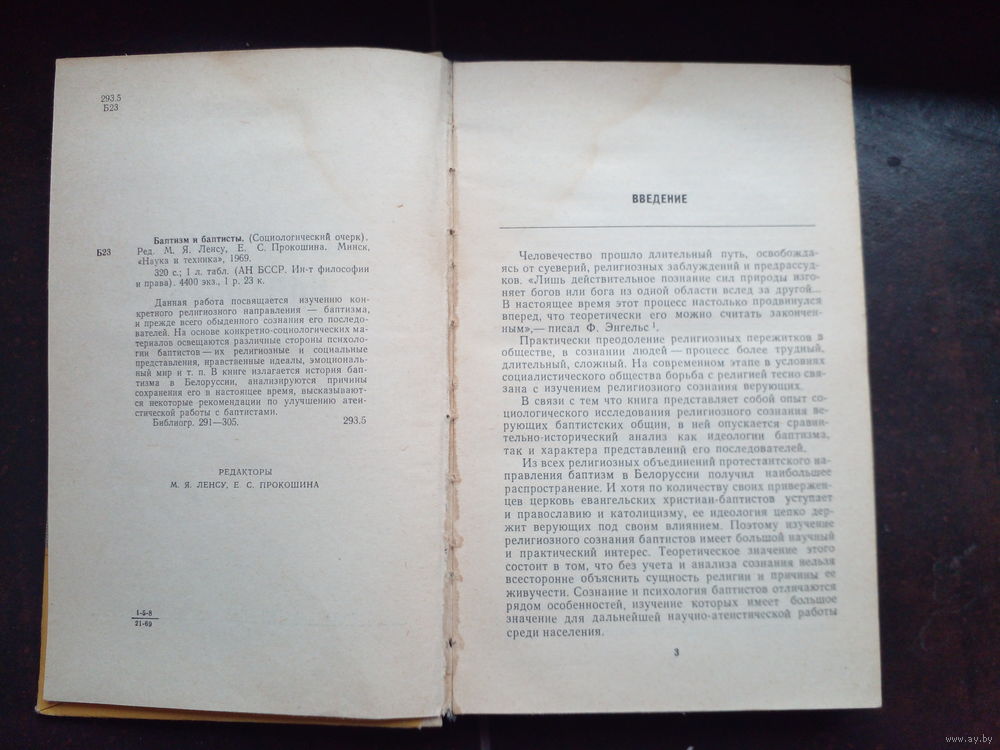 293.5
Б23
Баптизм и баптисты. (Социологический очерк).
Б23 Ред. М. Я. Ленсу, Е. С. Прокошина. Минск,
«Наука и техника», 1969.
320 с.; 1 л. табл. (АН БССР. Ин-т философии
и права). 4400 экз., 1 р. 23 к.
Данная работа посвящается изучению кон-
кретного религиозного направления — баптизма,
и прежде всего обыденного сознания его последо-
вателей. На основе конкретно-социологических ма-
териалов освещаются различные стороны психоло-
гии баптистов — их религиозные и социальные
представления, нравственные идеалы, эмоциональ-
ный мир и т. п. В книге излагается история бап-
тизма в Белоруссии, анализируются причины
сохранения его в настоящее время, высказывают-
ся некоторые рекомендации по улучшению атеи-
стической работы с баптистами.
Библиогр. 291—305. 293.5
РЕДАКТОРЫ
М. Я. ЛЕНСУ, Е. С. ПРОКОШИНА
1-5-8
21-69
ВВЕДЕНИЕ
Человечество прошло длительный путь, освобожда-
ясь от суеверий, религиозных заблуждений и предрассуд-
ков. «Лишь действительное познание сил природы изго-
няет богов или бога из одной области вслед за другой...
В настоящее время этот процесс настолько продвинулся
вперед, что теоретически его можно считать закончен-
ным»,— писал Ф. Энгельс ¹.
Практически преодоление религиозных пережитков в
обществе, в сознании людей — процесс более трудный,
длительный, сложный. На современном этапе в условиях
социалистического общества борьба с религией тесно свя-
зана с изучением религиозного сознания верующих.
В связи с тем что книга представляет собой опыт со-
циологического исследования религиозного сознания ве-
рующих баптистских общин, в ней опускается сравни-
тельно-исторический анализ как идеологии баптизма,
так и характера представлений его последователей.
Из всех религиозных объединений протестантского на-
правления баптизм в Белоруссии получил наибольшее
распространение. И хотя по количеству своих привержен-
цев церковь евангельских христиан-баптистов уступает
и православию и католицизму, ее идеология цепко дер-
жит верующих под своим влиянием. Поэтому изучение
религиозного сознания баптистов имеет большой научный
и практический интерес. Теоретическое значение этого
состоит в том, что без учета и анализа сознания нельзя
всесторонне объяснить сущность религии и причины ее
живучести. Сознание и психология баптистов отличаются
рядом особенностей, изучение которых имеет большое
значение для дальнейшей научно-атеистической работы
среди населения.
3
www.ay.by